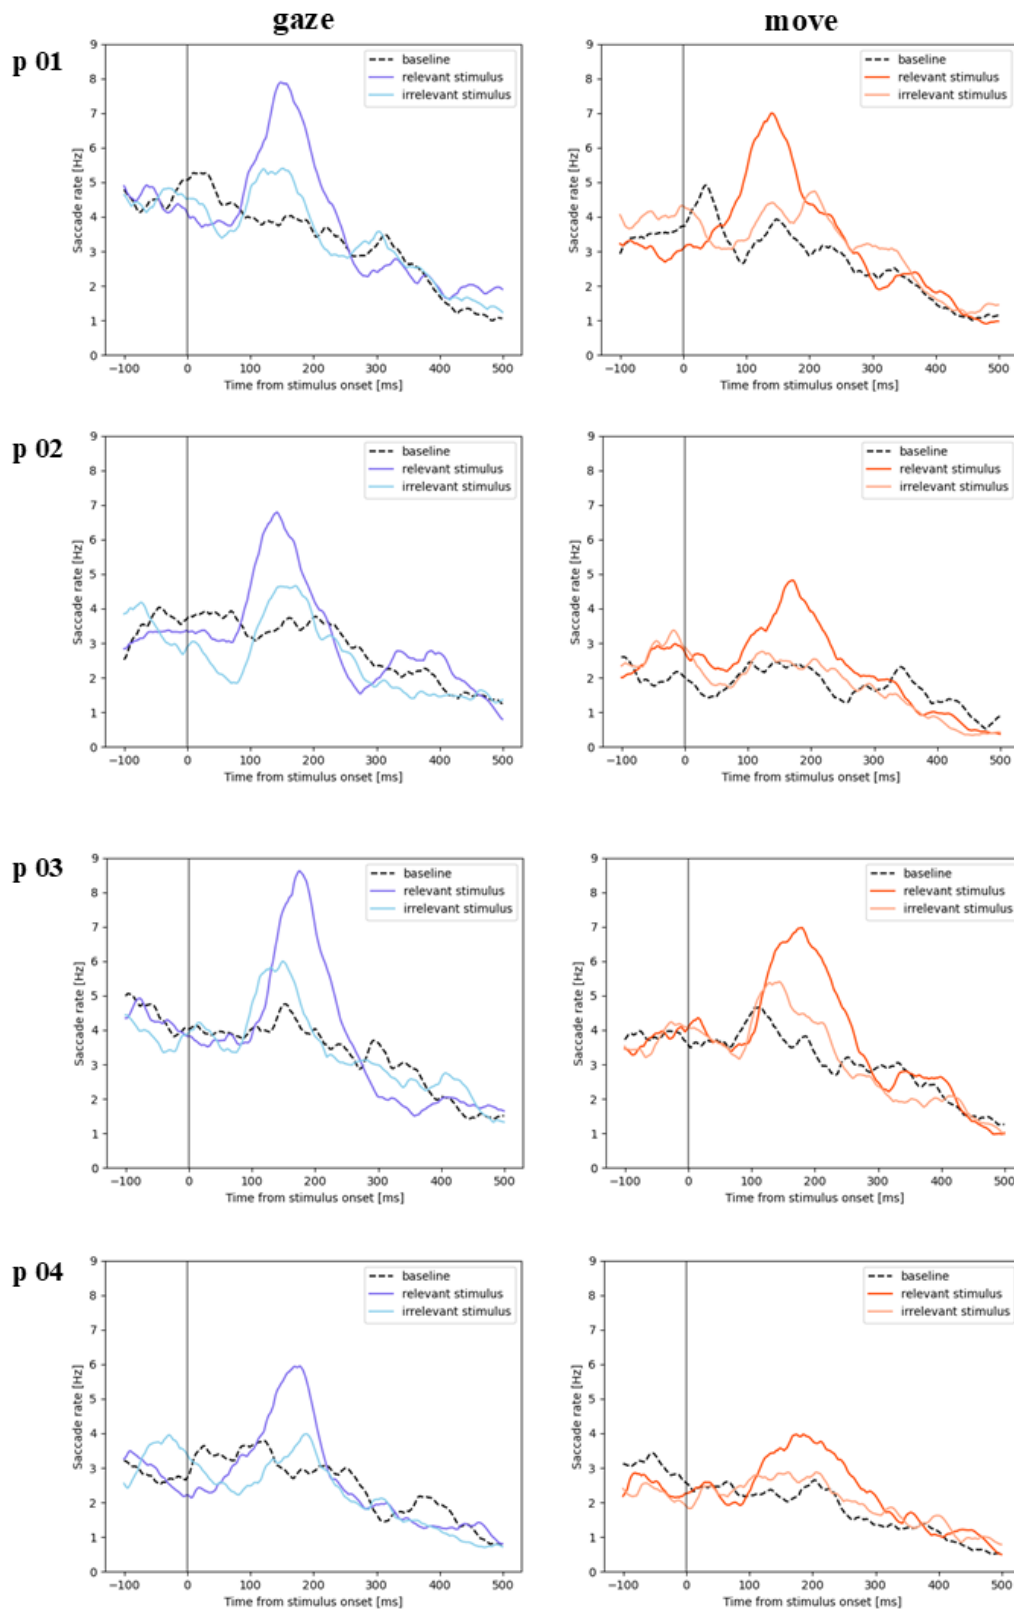 gaze
move
p 01
baseline
relevant stimulus
irrelevant stimulus
Saccade rate [Hz]
9
8
7
6
5
4
3
2
1
0
−100 0 100 200 300 400 500
Time from stimulus onset [ms]
baseline
relevant stimulus
irrelevant stimulus
Saccade rate [Hz]
9
8
7
6
5
4
3
2
1
0
−100 0 100 200 300 400 500
Time from stimulus onset [ms]
p 02
baseline
relevant stimulus
irrelevant stimulus
Saccade rate [Hz]
9
8
7
6
5
4
3
2
1
0
−100 0 100 200 300 400 500
Time from stimulus onset [ms]
baseline
relevant stimulus
irrelevant stimulus
Saccade rate [Hz]
9
8
7
6
5
4
3
2
1
0
−100 0 100 200 300 400 500
Time from stimulus onset [ms]
p 03
baseline
relevant stimulus
irrelevant stimulus
Saccade rate [Hz]
9
8
7
6
5
4
3
2
1
0
−100 0 100 200 300 400 500
Time from stimulus onset [ms]
baseline
relevant stimulus
irrelevant stimulus
Saccade rate [Hz]
9
8
7
6
5
4
3
2
1
0
−100 0 100 200 300 400 500
Time from stimulus onset [ms]
p 04
baseline
relevant stimulus
irrelevant stimulus
Saccade rate [Hz]
9
8
7
6
5
4
3
2
1
0
−100 0 100 200 300 400 500
Time from stimulus onset [ms]
baseline
relevant stimulus
irrelevant stimulus
Saccade rate [Hz]
9
8
7
6
5
4
3
2
1
0
−100 0 100 200 300 400 500
Time from stimulus onset [ms]